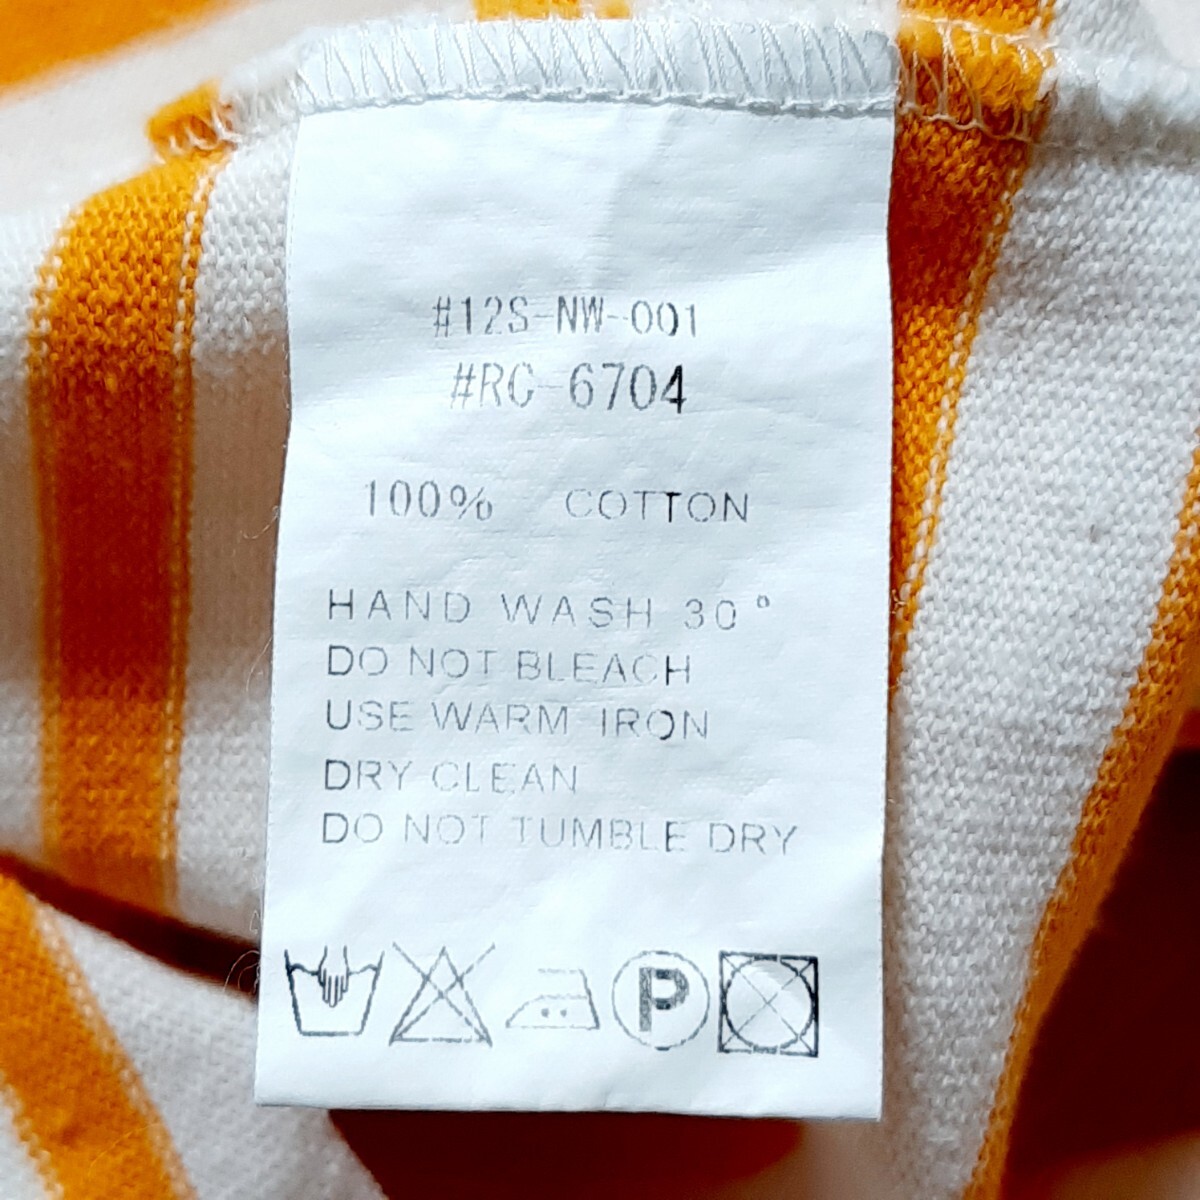 #12S-NW-001
#RG-6704
100% COTTON
HAND WASH 30°
DO NOT BLEACH
USE WARM IRON
DRY CLEAN
DO NOT TUMBLE DRY
P